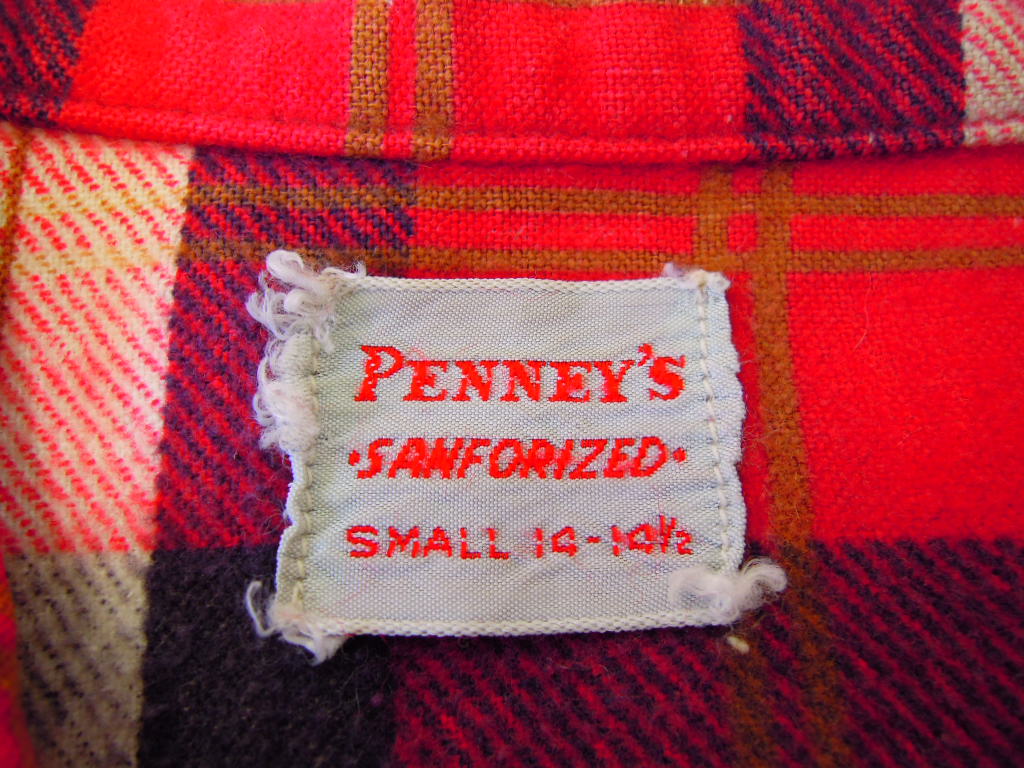 PENNEY'S
·SANFORIZED·
SMALL 14-14½